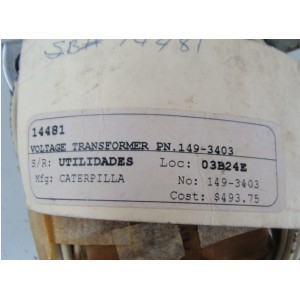 SBA 14481
14481
VOLTAGE TRANSFORMER PN.149-3403
S/R: UTILIDADES Loc: 03B24E
Mfg: CATERPILLA No: 149-3403
Cost: $493.75